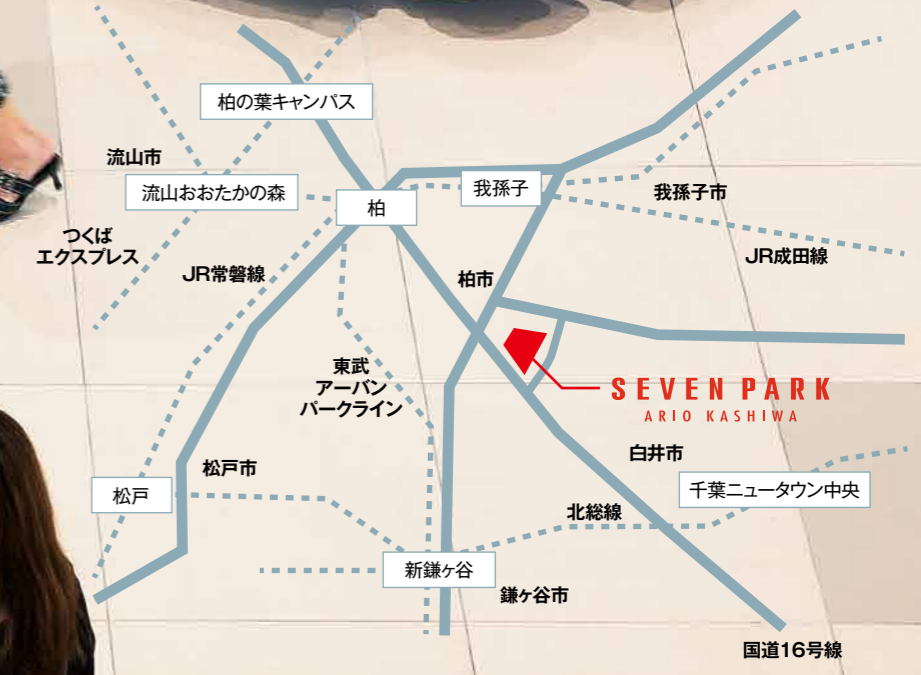 柏の葉キャンパス
流山市
流山おおたかの森
柏
我孫子
我孫子市
つくば
エクスプレス
JR常磐線
柏市
JR成田線
東武
アーバン
パークライン
SEVEN PARK
ARIO KASHIWA
松戸市
白井市
松戸
千葉ニュータウン中央
北総線
新鎌ヶ谷
鎌ヶ谷市
国道16号線